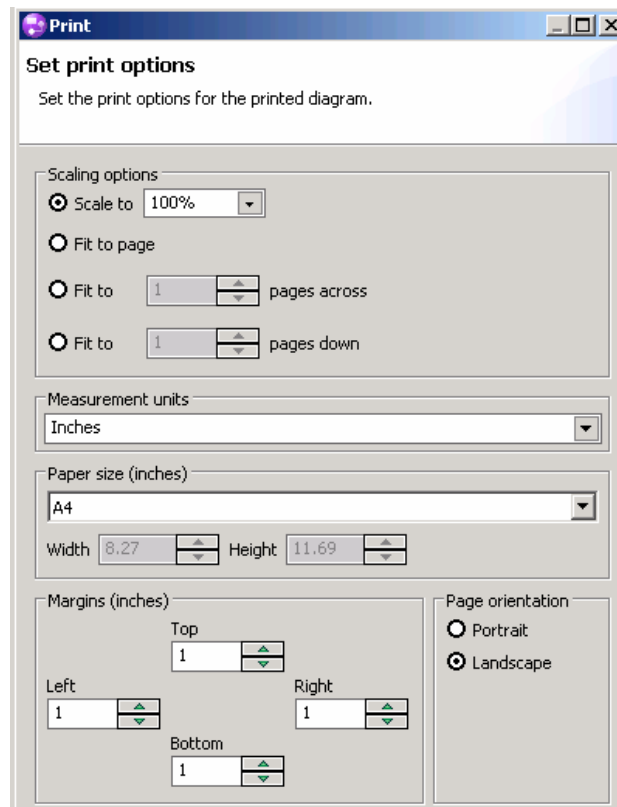 Print
Set print options
Set the print options for the printed diagram.
Scaling options
Scale to 100%
Fit to page
Fit to 1 pages across
Fit to 1 pages down
Measurement units
Inches
Paper size (inches)
A4
Width 8.27 Height 11.69
Margins (inches)
Top
1
Left
1
Right
1
Bottom
1
Page orientation
Portrait
Landscape